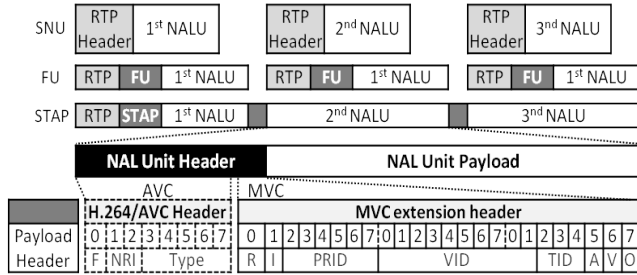 SNU RTP Header 1st NALU RTP Header 2nd NALU RTP Header 3rd NALU
FU RTP FU 1st NALU RTP FU 1st NALU RTP FU 1st NALU
STAP RTP STAP 1st NALU 2nd NALU 3rd NALU
NAL Unit Header NAL Unit Payload
AVC MVC
H.264/AVC Header MVC extension header
Payload 0 1 2 3 4 5 6 7 0 1 2 3 4 5 6 7 0 1 2 3 4 5 6 7 0 1 2 3 4 5 6 7
Header F NRI Type R I PRID VID TID A V O